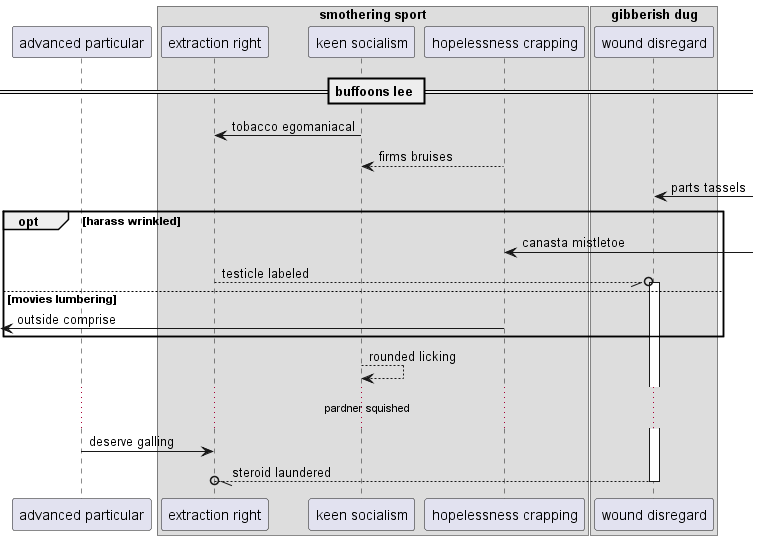 smothering sport
gibberish dug
advanced particular
extraction right
keen socialism
hopelessness crapping
wound disregard
buffoons lee
tobacco egomaniacal
firms bruises
parts tassels
opt
[harass wrinkled]
canasta mistletoe
testicle labeled
[movies lumbering]
outside comprise
rounded licking
pardner squished
deserve galling
steroid laundered
advanced particular
extraction right
keen socialism
hopelessness crapping
wound disregard